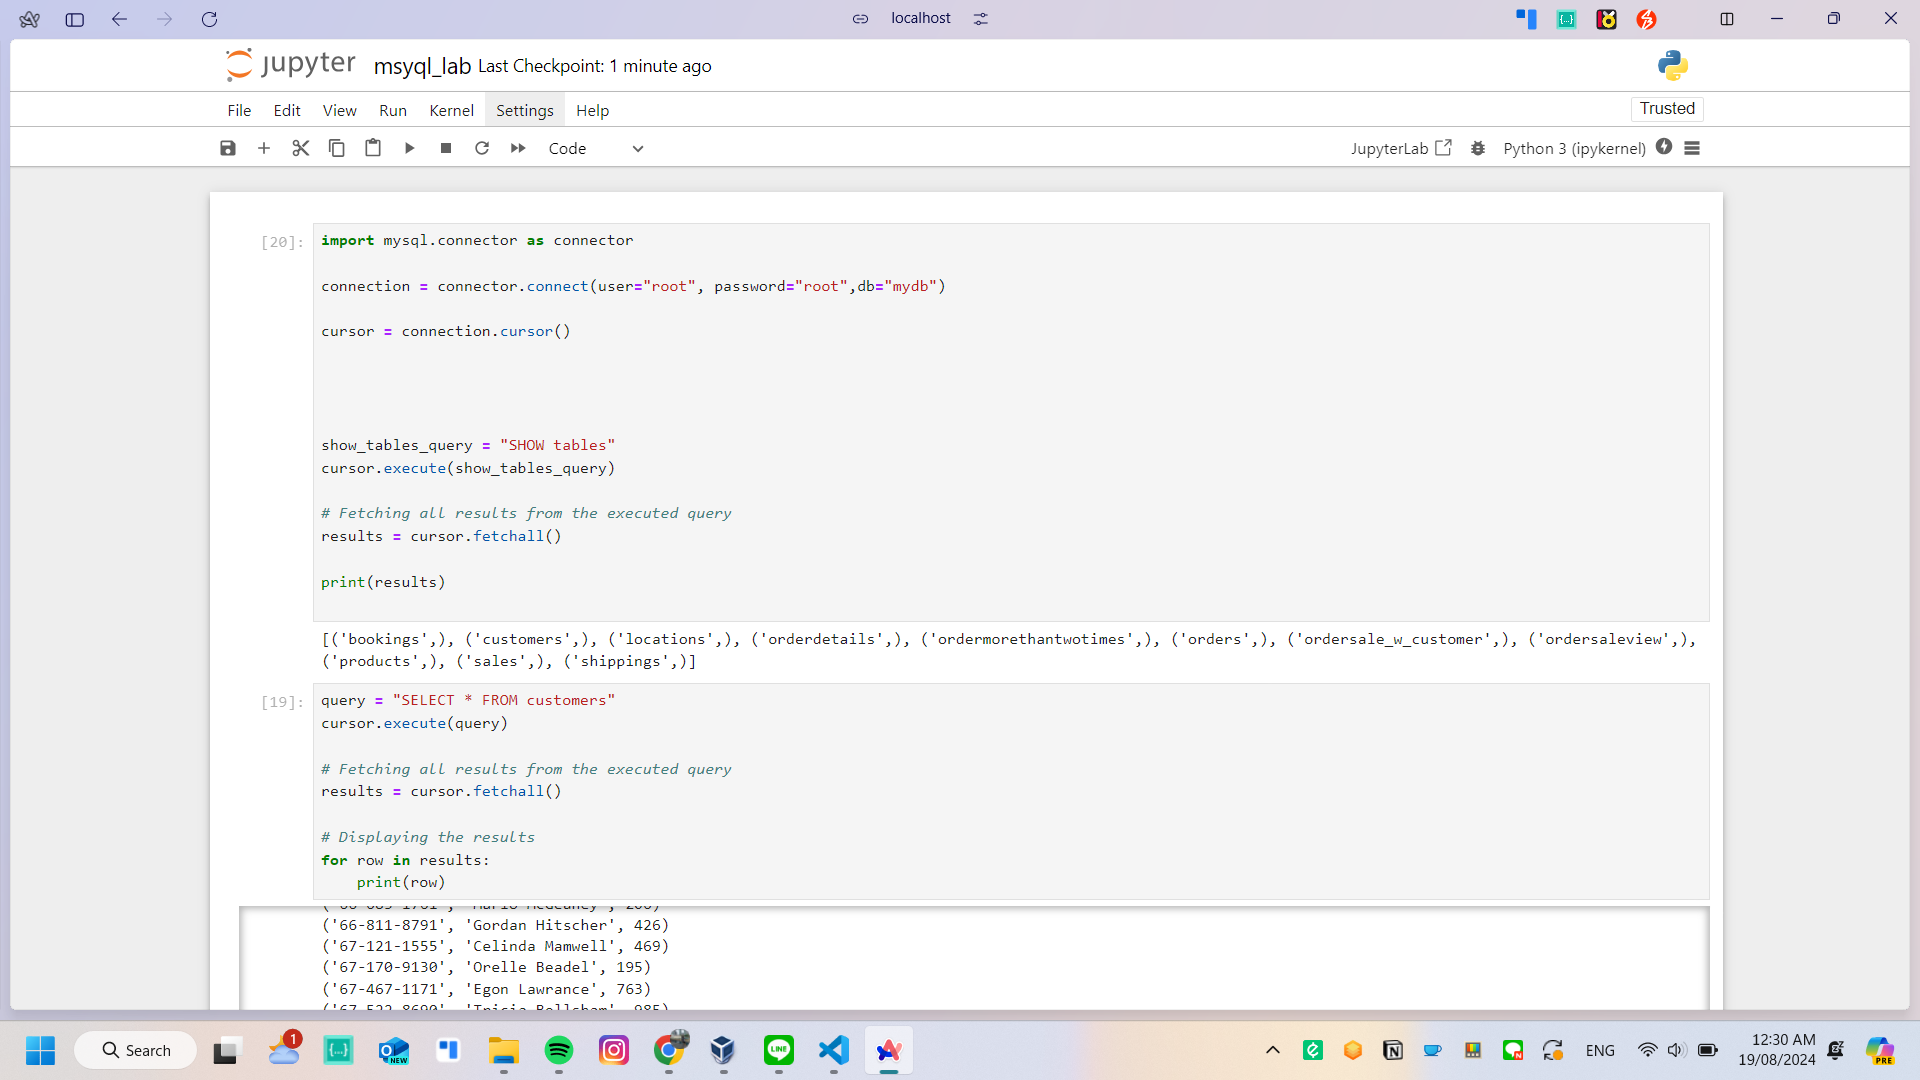 localhost
jupyter msyql_lab Last Checkpoint: 1 minute ago
File Edit View Run Kernel Settings Help
Trusted
Code
JupyterLab
Python 3 (ipykernel)
[20]:
import mysql.connector as connector
connection = connector.connect(user="root", password="root",db="mydb")
cursor = connection.cursor()
show_tables_query = "SHOW tables"
cursor.execute(show_tables_query)
# Fetching all results from the executed query
results = cursor.fetchall()
print(results)
[('bookings',), ('customers',), ('locations',), ('orderdetails',), ('ordermorethantwotimes',), ('orders',), ('ordersale_w_customer',), ('ordersaleview',),
('products',), ('sales',), ('shippings',)]
[19]:
query = "SELECT * FROM customers"
cursor.execute(query)
# Fetching all results from the executed query
results = cursor.fetchall()
# Displaying the results
for row in results:
    print(row)
('66-811-8791', 'Gordan Hitscher', 426)
('67-121-1555', 'Celinda Mamwell', 469)
('67-170-9130', 'Orelle Beadel', 195)
('67-467-1171', 'Egon Lawrance', 763)
Search
1
NEW
LINE
ENG
12:30 AM
19/08/2024
PRE